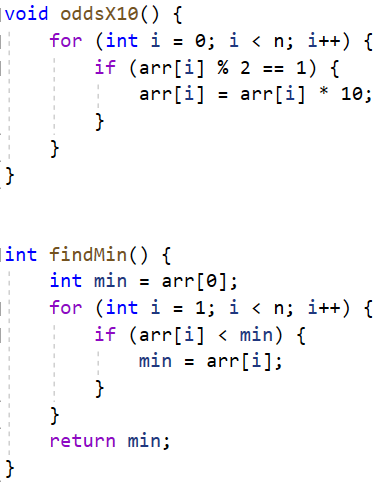 void oddsX10() {
    for (int i = 0; i < n; i++) {
        if (arr[i] % 2 == 1) {
            arr[i] = arr[i] * 10;
        }
    }
}

int findMin() {
    int min = arr[0];
    for (int i = 1; i < n; i++) {
        if (arr[i] < min) {
            min = arr[i];
        }
    }
    return min;
}